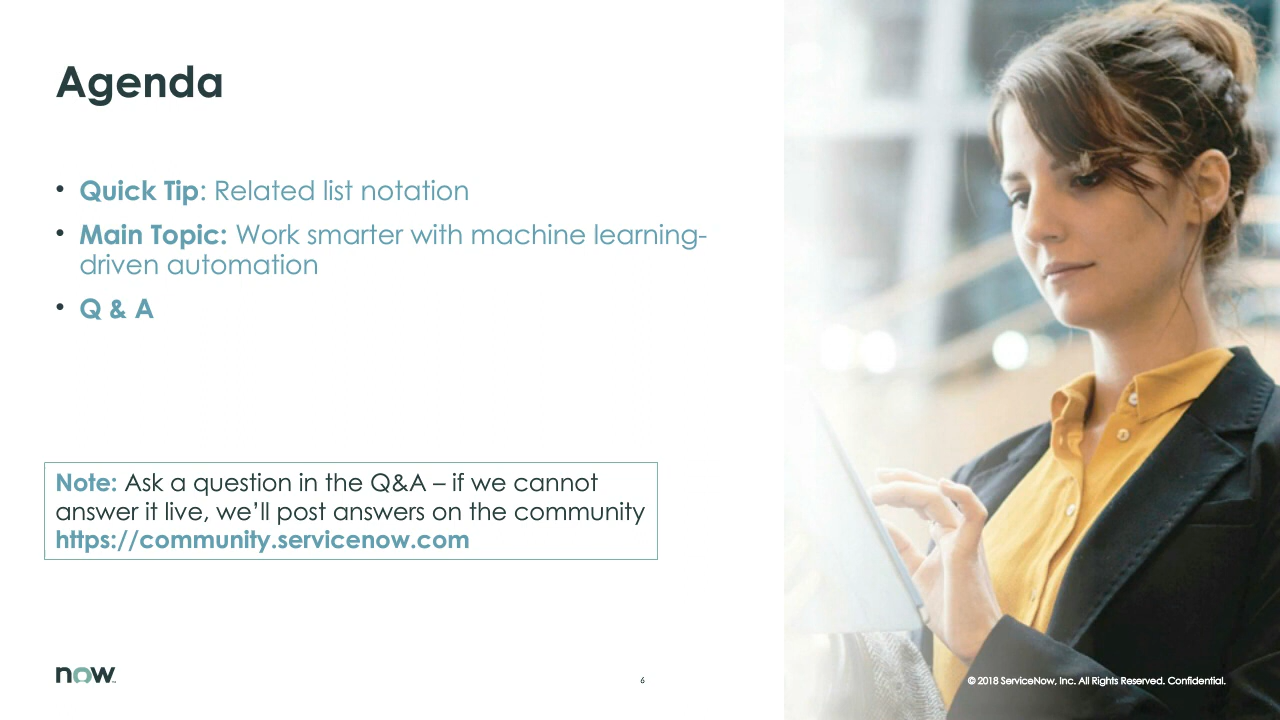 Agenda
• Quick Tip: Related list notation
• Main Topic: Work smarter with machine learning-
driven automation
• Q & A
Note: Ask a question in the Q&A – if we cannot
answer it live, we’ll post answers on the community
https://community.servicenow.com
now
6
© 2018 ServiceNow, Inc. All Rights Reserved. Confidential.